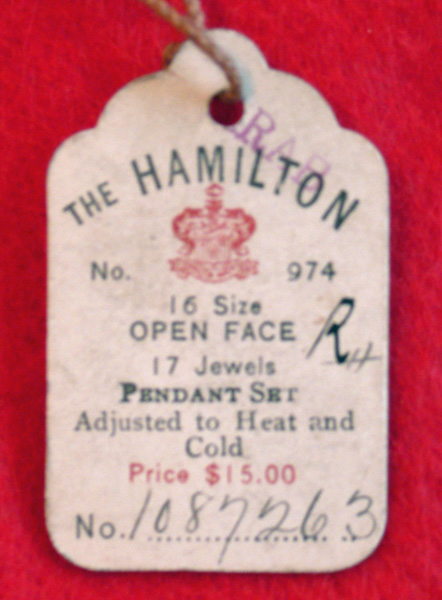 THE HAMILTON
No. 974
16 Size
OPEN FACE
17 Jewels
PENDANT SET
Adjusted to Heat and
Cold
Price $15.00
No. 1087263